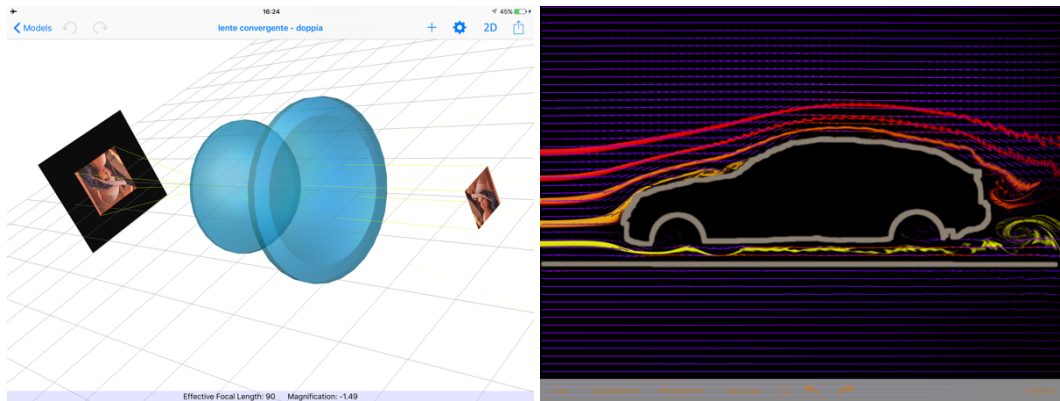 16:24
45%
Models
lente convergente - doppia
2D
Effective Focal Length: 90 Magnification: -1.49